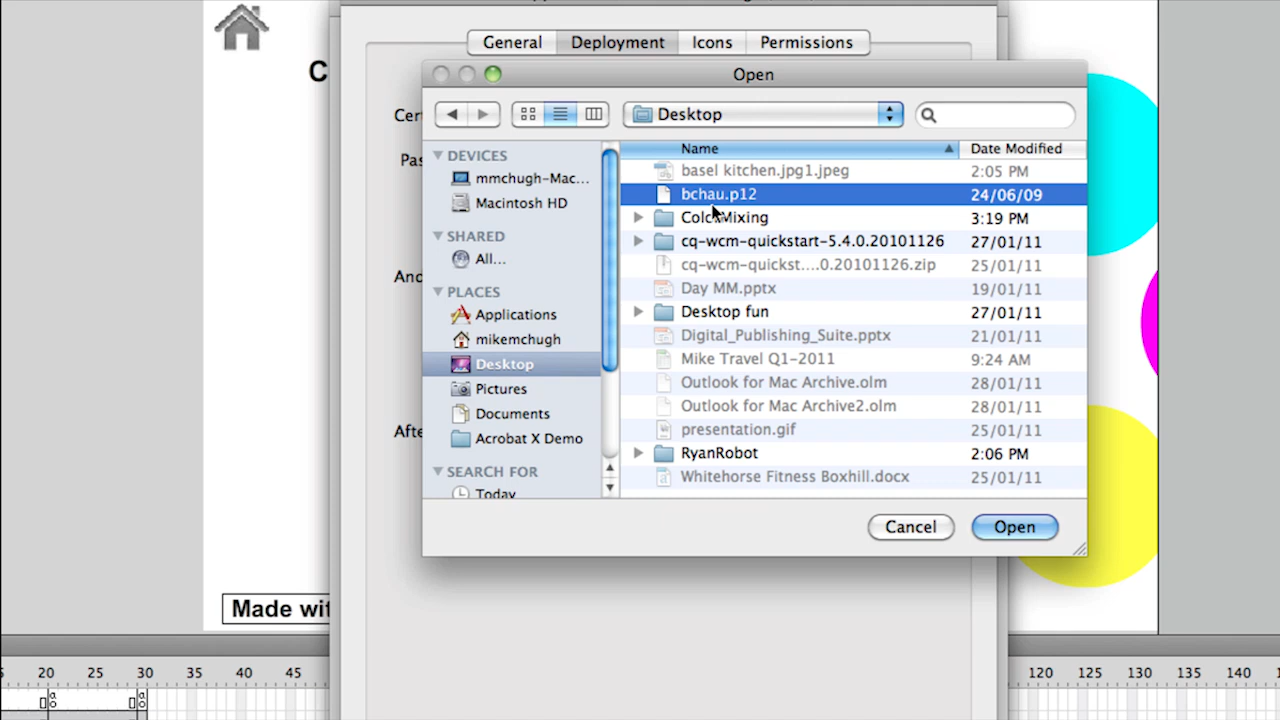 General Deployment Icons Permissions
C
Open
Cert
Desktop
Pas
DEVICES
mmchugh-Mac...
Macintosh HD
SHARED
All...
And
PLACES
Applications
mikemchugh
Desktop
Pictures
Documents
Afte
Acrobat X Demo
SEARCH FOR
Today
Name Date Modified
basel kitchen.jpg1.jpeg 2:05 PM
bchau.p12 24/06/09
3:19 PM
cq-wcm-quickstart-5.4.0.20101126 27/01/11
cq-wcm-quickst....0.20101126.zip 25/01/11
Day MM.pptx 19/01/11
Desktop fun 27/01/11
Digital_Publishing_Suite.pptx 21/01/11
Mike Travel Q1-2011 9:24 AM
Outlook for Mac Archive.olm 28/01/11
Outlook for Mac Archive2.olm 28/01/11
presentation.gif 25/01/11
RyanRobot 2:06 PM
Whitehorse Fitness Boxhill.docx 25/01/11
Cancel Open
Made wit
5 20 25 30 35 40 45 120 125 130 135 140